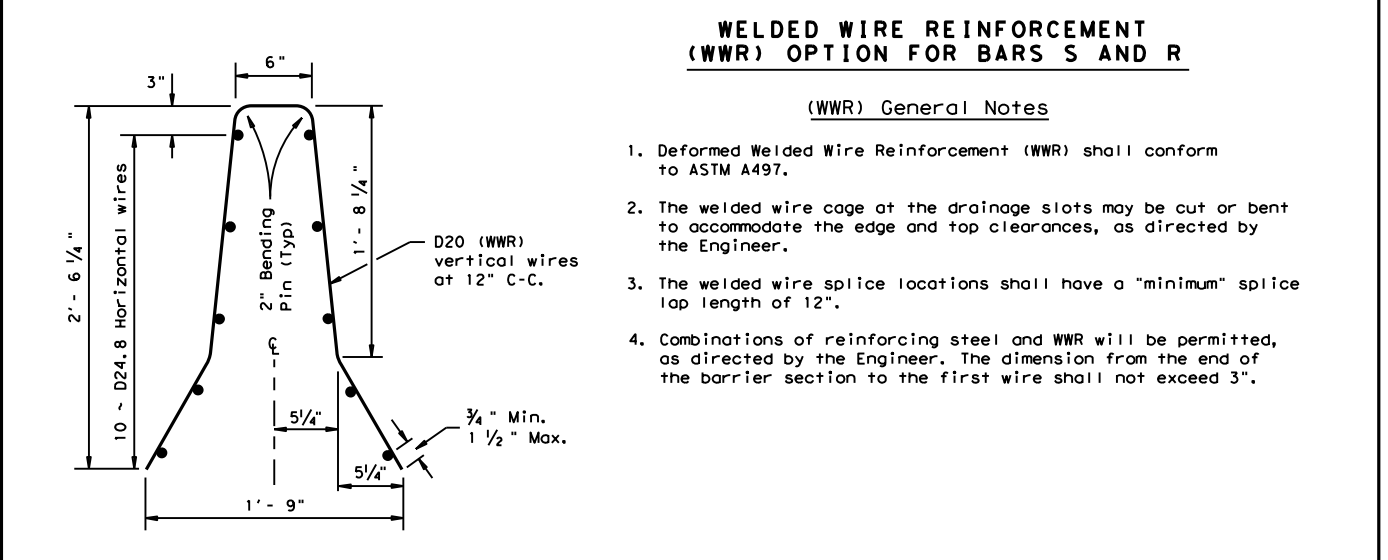 WELDED WIRE REINFORCEMENT
(WWR) OPTION FOR BARS S AND R
(WWR) General Notes
1. Deformed Welded Wire Reinforcement (WWR) shall conform
to ASTM A497.
2. The welded wire cage at the drainage slots may be cut or bent
to accommodate the edge and top clearances, as directed by
the Engineer.
3. The welded wire splice locations shall have a "minimum" splice
lap length of 12".
4. Combinations of reinforcing steel and WWR will be permitted,
as directed by the Engineer. The dimension from the end of
the barrier section to the first wire shall not exceed 3".
6"
3"
2'- 6 1/4"
10 ~ D24.8 Horizontal wires
2" Bending
Pin (Typ)
1'- 8 1/4"
D20 (WWR)
vertical wires
at 12" C-C.
℄
5 1/4"
3/4" Min.
1 1/2" Max.
5 1/4"
1'- 9"